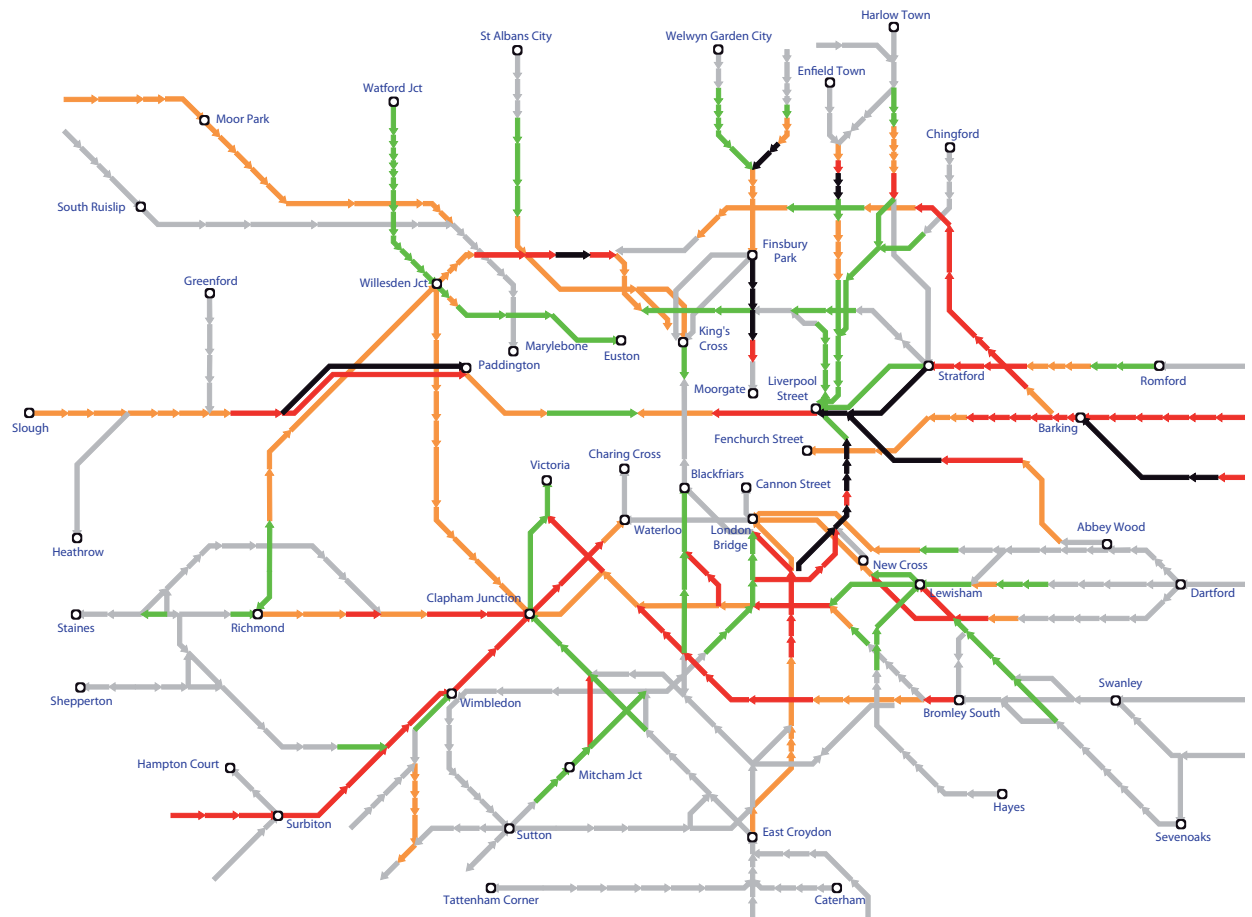 Harlow Town
St Albans City
Welwyn Garden City
Enfield Town
Watford Jct
Moor Park
Chingford
South Ruislip
Finsbury
Park
Greenford
Willesden Jct
King's
Cross
Marylebone
Euston
Paddington
Moorgate
Liverpool
Street
Stratford
Romford
Slough
Barking
Fenchurch Street
Charing Cross
Victoria
Blackfriars
Cannon Street
Waterloo
London
Bridge
Abbey Wood
Heathrow
New Cross
Lewisham
Dartford
Clapham Junction
Staines
Richmond
Shepperton
Wimbledon
Swanley
Bromley South
Hampton Court
Mitcham Jct
Hayes
Surbiton
Sutton
East Croydon
Sevenoaks
Tattenham Corner
Caterham